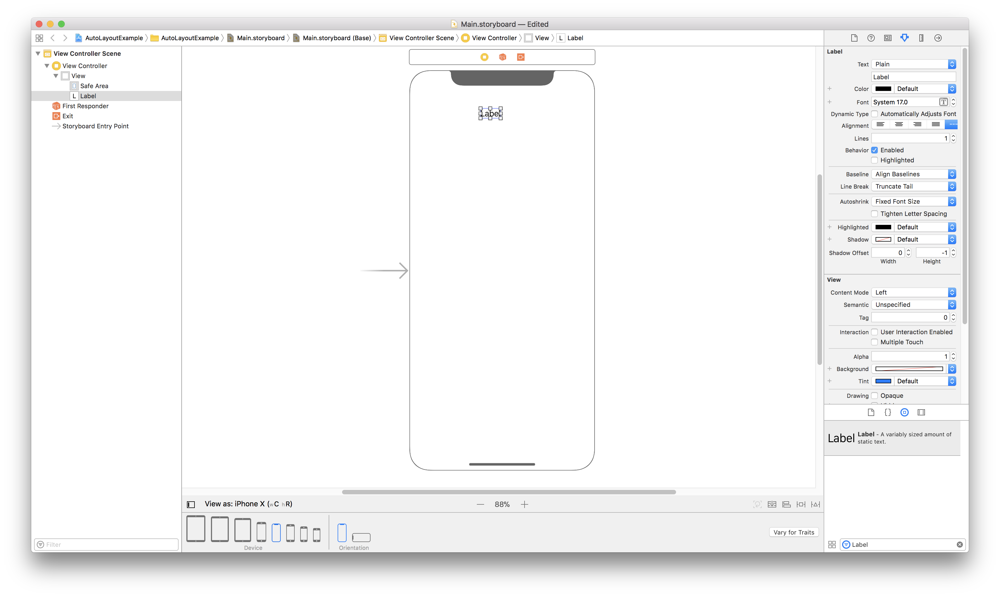 Main.storyboard — Edited
AutoLayoutExample AutoLayoutExample Main.storyboard Main.storyboard (Base) View Controller Scene View Controller View L Label
View Controller Scene
View Controller
View
Safe Area
L Label
First Responder
Exit
Storyboard Entry Point
Filter
Label
View as: iPhone X (wC hR)
88%
Device
Orientation
Vary for Traits
Label
Text Plain
Label
Color Default
Font System 17.0 T
Dynamic Type Automatically Adjusts Font
Alignment
Lines 1
Behavior Enabled
Highlighted
Baseline Align Baselines
Line Break Truncate Tail
Autoshrink Fixed Font Size
Tighten Letter Spacing
Highlighted Default
Shadow Default
Shadow Offset 0 -1
Width Height
View
Content Mode Left
Semantic Unspecified
Tag 0
Interaction User Interaction Enabled
Multiple Touch
Alpha 1
Background
Tint Default
Drawing Opaque
{}
Label Label - A variably sized amount of
static text.
Label